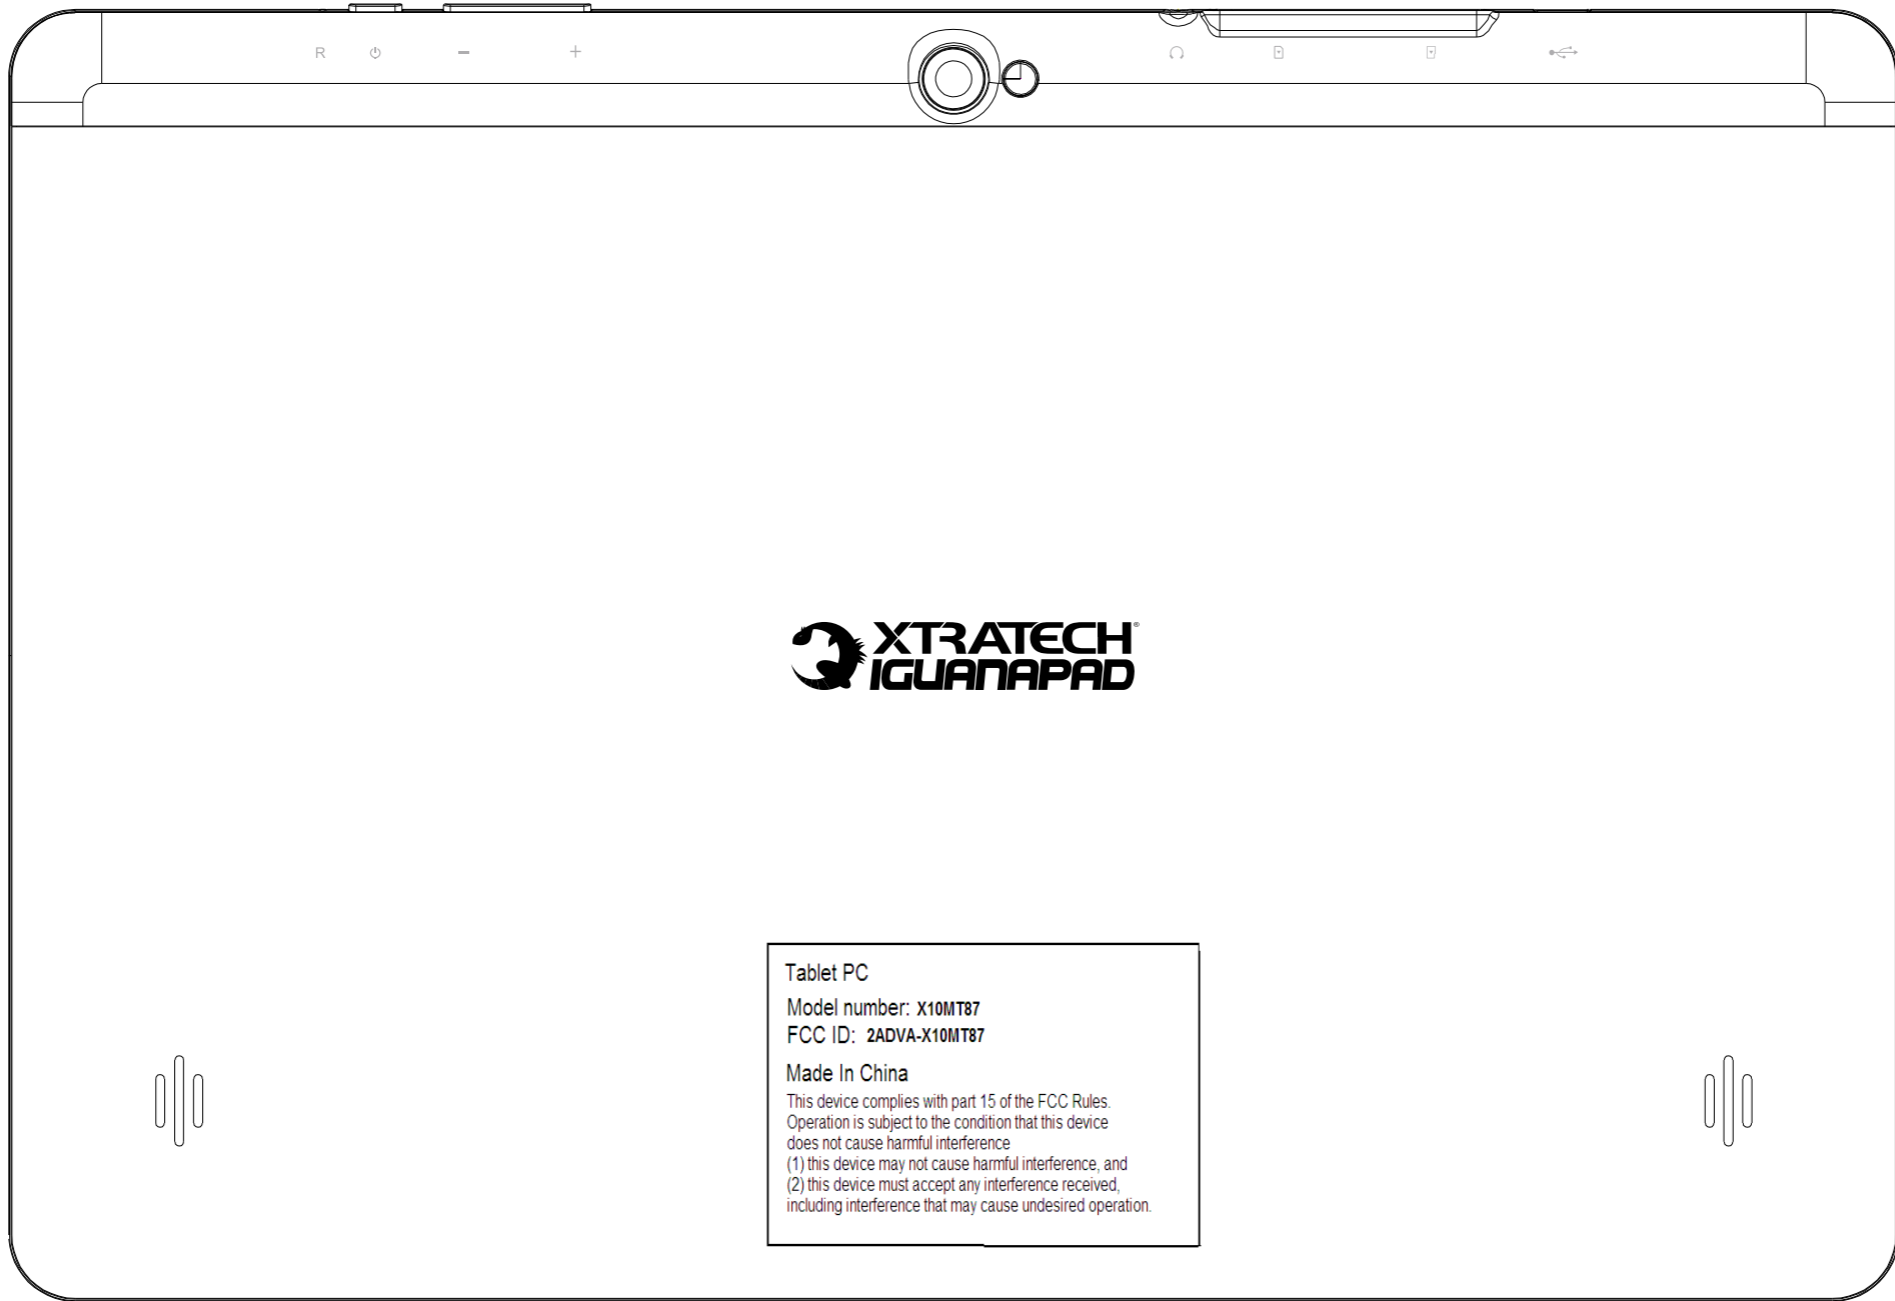 R
XTRATECH®
IGUANAPAD
Tablet PC
Model number: X10MT87
FCC ID: 2ADVA-X10MT87
Made In China
This device complies with part 15 of the FCC Rules.
Operation is subject to the condition that this device
does not cause harmful interference
(1) this device may not cause harmful interference, and
(2) this device must accept any interference received,
including interference that may cause undesired operation.